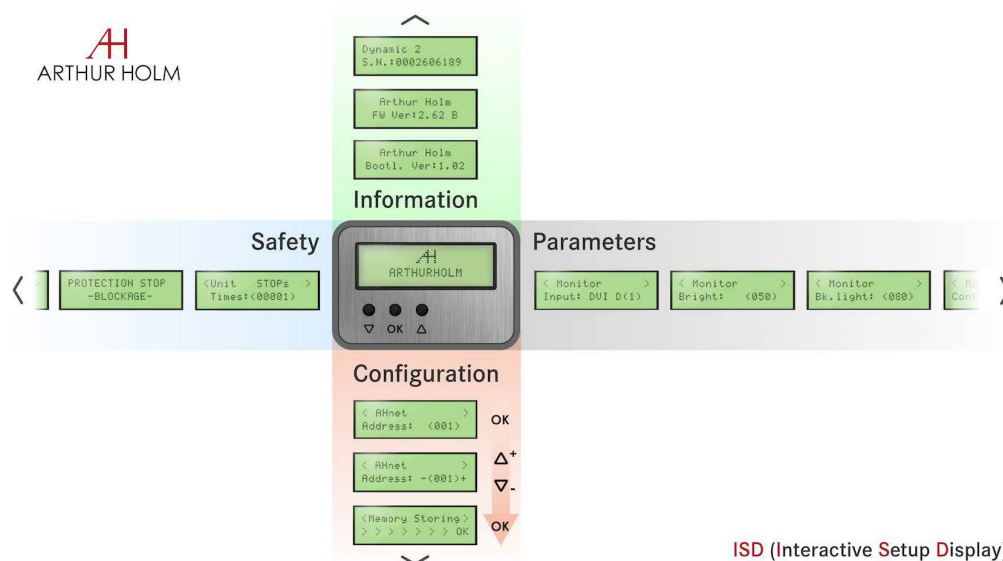 ARTHUR HOLM
Dynamic 2
S.N.:0002606189
Arthur Holm
FW Ver:2.62 B
Arthur Holm
Bootl. Ver:1.02
Information
Safety
Parameters
PROTECTION STOP
-BLOCKAGE-
<Unit STOPs >
Times:(00001)
ARTHURHOLM
OK
< Monitor >
Input: DVI D(1)
< Monitor >
Bright: (050)
< Monitor >
Bk.light: (080)
Configuration
< AHnet >
Address: (001)
OK
< AHnet >
Address: -(001)+
+
-
<Memory Storing>
> > > > > > > OK
OK
ISD (Interactive Setup Display)